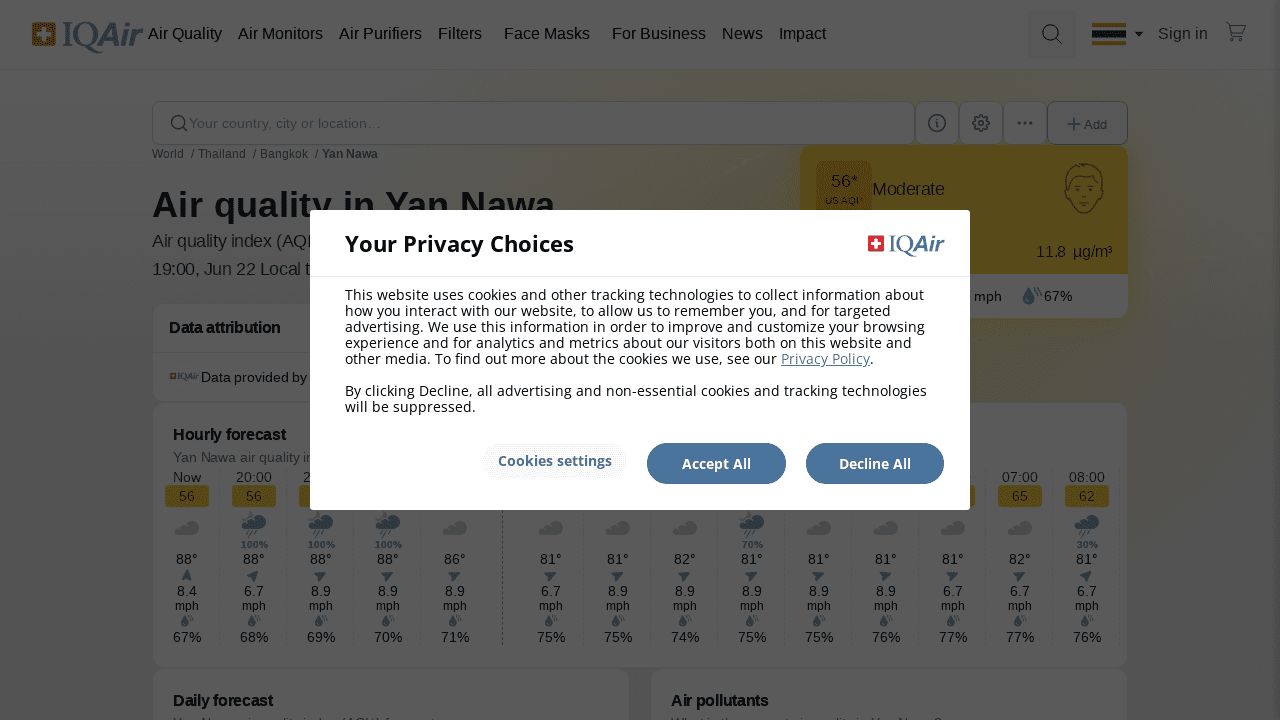 IQAir Air Quality Air Monitors Air Purifiers Filters Face Masks For Business News Impact Sign in
Your country, city or location... Add
World / Thailand / Bangkok / Yan Nawa
Air quality in Yan Nawa
Air quality index (AQI
19:00, Jun 22 Local t
56*
US AQI⁺
Moderate
11.8 µg/m³
mph 67%
Your Privacy Choices IQAir
This website uses cookies and other tracking technologies to collect information about
how you interact with our website, to allow us to remember you, and for targeted
advertising. We use this information in order to improve and customize your browsing
experience and for analytics and metrics about our visitors both on this website and
other media. To find out more about the cookies we use, see our Privacy Policy.
By clicking Decline, all advertising and non-essential cookies and tracking technologies
will be suppressed.
Cookies settings Accept All Decline All
Data attribution
IQAir Data provided by
Hourly forecast
Yan Nawa air quality in
Now 20:00 07:00 08:00
56 56 65 62
100% 100% 100% 70% 30%
88° 88° 88° 88° 86° 81° 81° 82° 81° 81° 81° 81° 82° 81°
8.4 6.7 8.9 8.9 8.9 6.7 8.9 8.9 8.9 8.9 8.9 6.7 6.7 6.7
mph mph mph mph mph mph mph mph mph mph mph mph mph mph
67% 68% 69% 70% 71% 75% 75% 74% 75% 75% 76% 77% 77% 76%
Daily forecast
Air pollutants